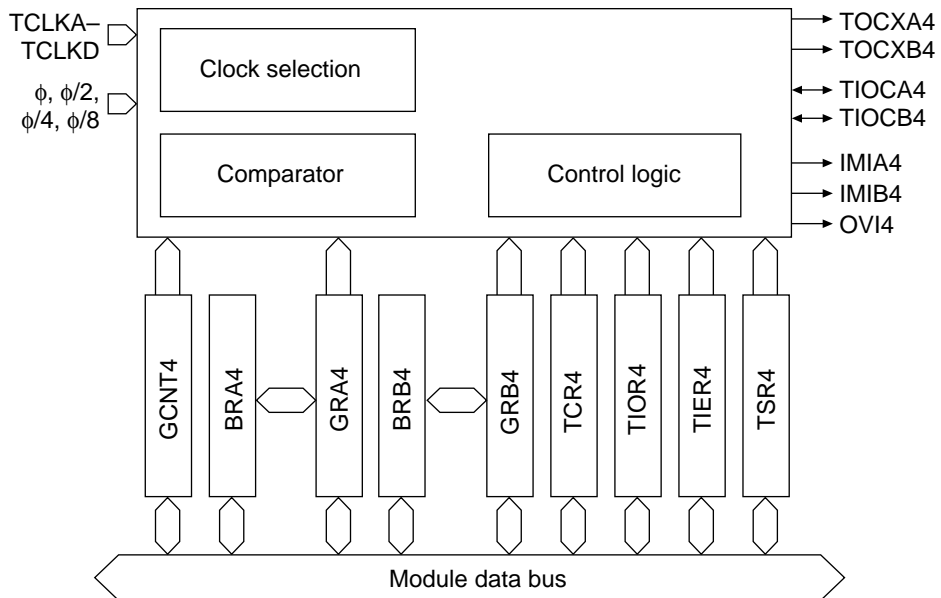 TCLKA–
TCLKD
ϕ, ϕ/2,
ϕ/4, ϕ/8
Clock selection
Comparator
Control logic
TOCXA4
TOCXB4
TIOCA4
TIOCB4
IMIA4
IMIB4
OVI4
GCNT4
BRA4
GRA4
BRB4
GRB4
TCR4
TIOR4
TIER4
TSR4
Module data bus